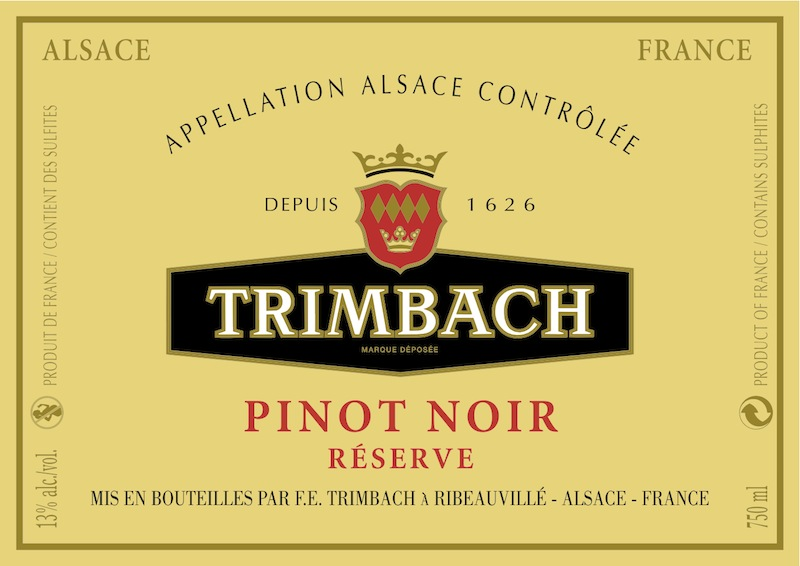 ALSACE
FRANCE
APPELLATION ALSACE CONTRÔLÉE
DEPUIS 1626
TRIMBACH
MARQUE DÉPOSÉE
PINOT NOIR
RÉSERVE
MIS EN BOUTEILLES PAR F.E. TRIMBACH À RIBEAUVILLÉ - ALSACE - FRANCE
PRODUIT DE FRANCE / CONTIENT DES SULFITES
13% alc./vol.
PRODUCT OF FRANCE / CONTAINS SULPHITES
750 ml